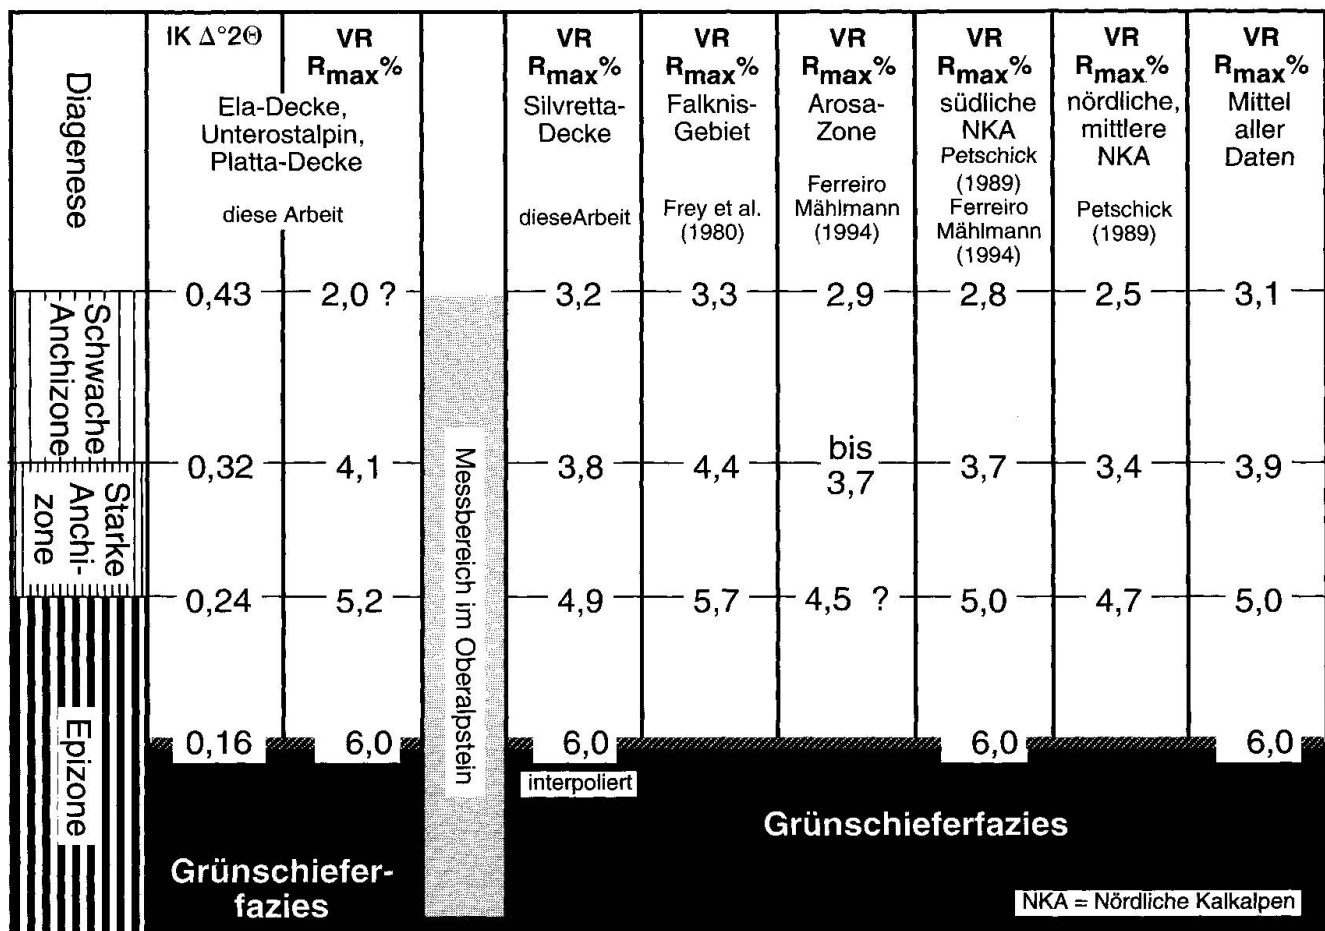 Diagenese
Schwache
Anchizone
Starke
Anchi-
zone
Epizone
IK Δ°2Θ
VR
Rmax%
Ela-Decke,
Unterostalpin,
Platta-Decke
diese Arbeit
0,43
2,0 ?
0,32
4,1
0,24
5,2
0,16
6,0
Grünschiefer-
fazies
Messbereich im Oberalpstein
VR
Rmax%
Silvretta-
Decke
dieseArbeit
3,2
3,8
4,9
6,0
interpoliert
VR
Rmax%
Falknis-
Gebiet
Frey et al.
(1980)
3,3
4,4
5,7
VR
Rmax%
Arosa-
Zone
Ferreiro
Mählmann
(1994)
2,9
bis
3,7
4,5 ?
VR
Rmax%
südliche
NKA
Petschick
(1989)
Ferreiro
Mählmann
(1994)
2,8
3,7
5,0
6,0
VR
Rmax%
nördliche,
mittlere
NKA
Petschick
(1989)
2,5
3,4
4,7
VR
Rmax%
Mittel
aller
Daten
3,1
3,9
5,0
6,0
Grünschieferfazies
NKA = Nördliche Kalkalpen